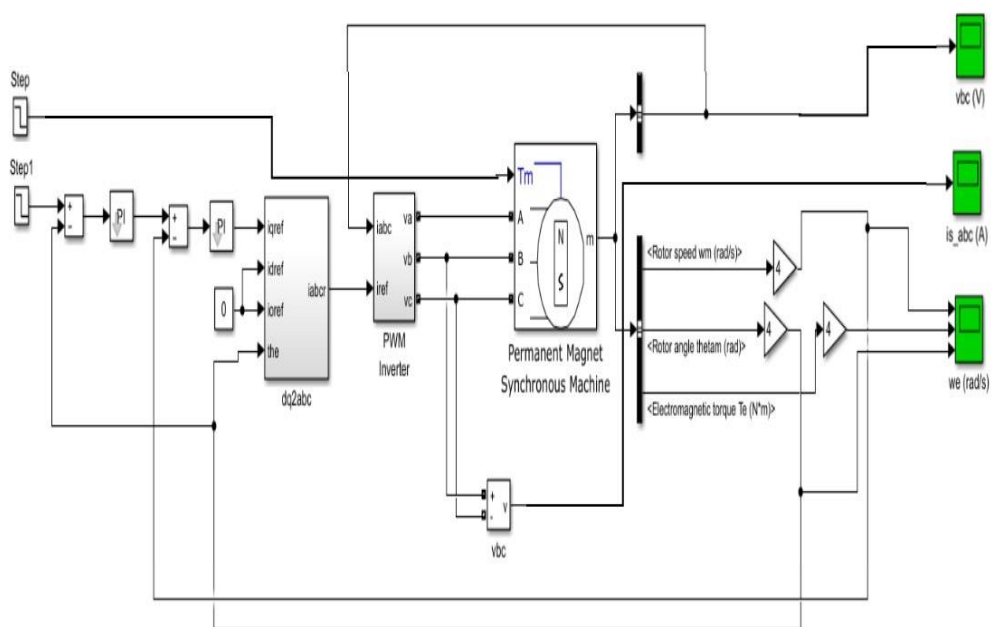 Step
Step1
+
-
PI
+
-
PI
0
iqref
idref
ioref
the
iabcr
dq2abc
iabc
iref
va
vb
vc
PWM
Inverter
Tm
A
B
C
N
S
m
Permanent Magnet
Synchronous Machine
+
-
v
vbc
<Rotor speed wm (rad/s)>
4
<Rotor angle thetam (rad)>
4
4
<Electromagnetic torque Te (N*m)>
vbc (V)
is_abc (A)
we (rad/s)